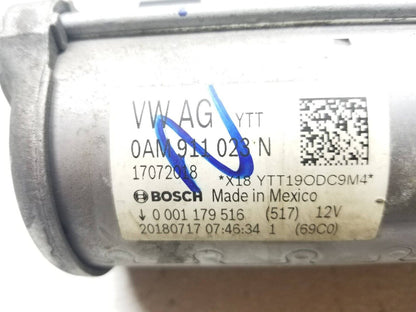 VW AG YTT
0AM 911 023 N
17072018
*X18 YTT19ODC9M4*
BOSCH Made in Mexico
↓ 0 001 179 516 (517) 12V
20180717 07:46:34 1 (69C0)
N